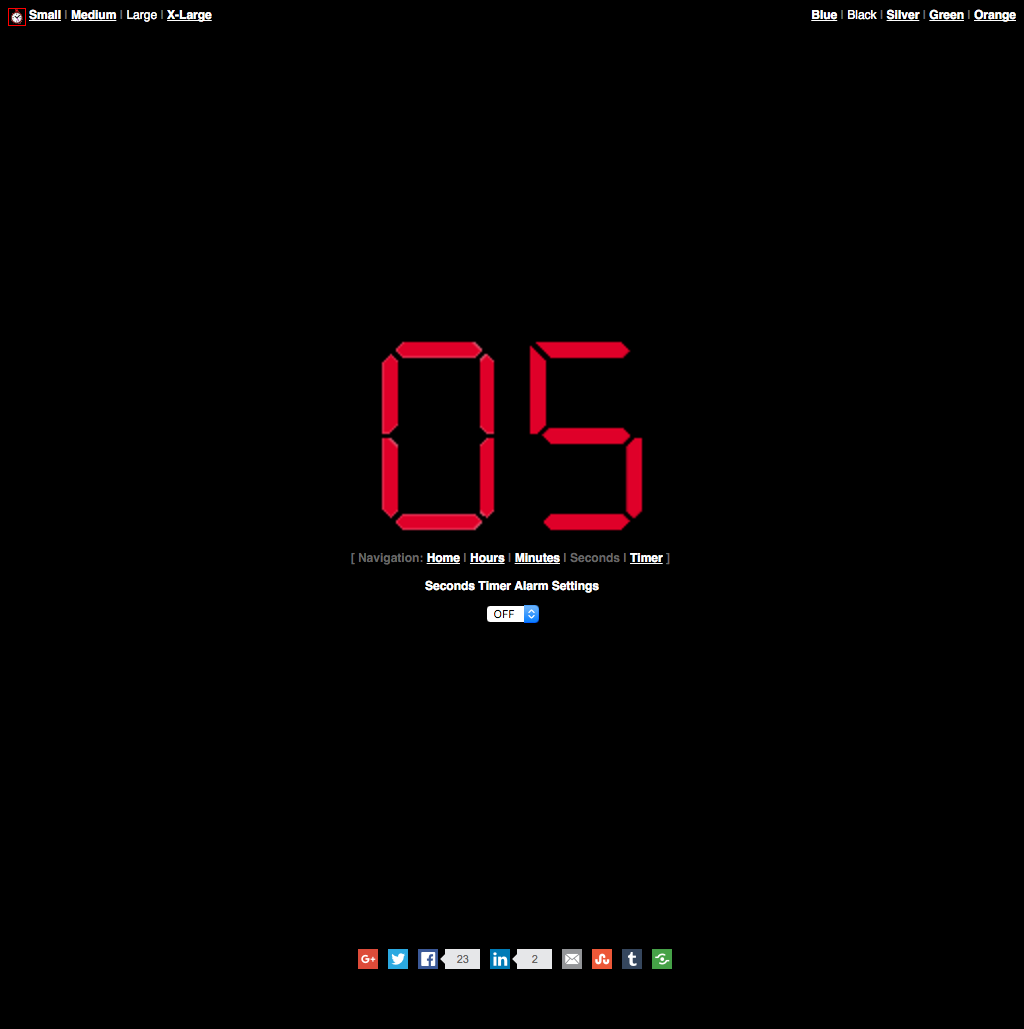 Small | Medium | Large | X-Large
Blue | Black | Silver | Green | Orange
05
[ Navigation: Home | Hours | Minutes | Seconds | Timer ]
Seconds Timer Alarm Settings
OFF
G+ f 23 in 2 t